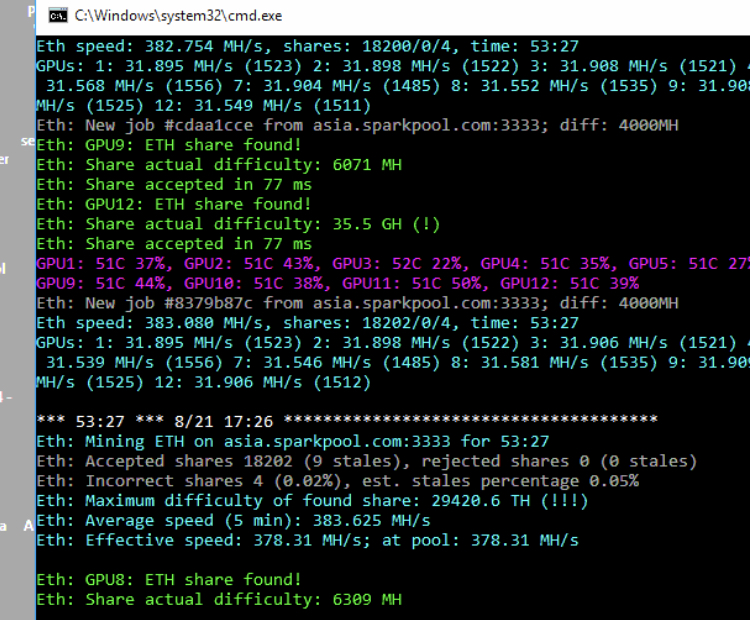 C:\Windows\system32\cmd.exe
Eth speed: 382.754 MH/s, shares: 18200/0/4, time: 53:27
GPUs: 1: 31.895 MH/s (1523) 2: 31.898 MH/s (1522) 3: 31.908 MH/s (1521)
31.568 MH/s (1556) 7: 31.904 MH/s (1485) 8: 31.552 MH/s (1535) 9: 31.908
MH/s (1525) 12: 31.549 MH/s (1511)
Eth: New job #cdaa1cce from asia.sparkpool.com:3333; diff: 4000MH
Eth: GPU9: ETH share found!
Eth: Share actual difficulty: 6071 MH
Eth: Share accepted in 77 ms
Eth: GPU12: ETH share found!
Eth: Share actual difficulty: 35.5 GH (!)
Eth: Share accepted in 77 ms
GPU1: 51C 37%, GPU2: 51C 43%, GPU3: 52C 22%, GPU4: 51C 35%, GPU5: 51C 27%
GPU9: 51C 44%, GPU10: 51C 38%, GPU11: 51C 50%, GPU12: 51C 39%
Eth: New job #8379b87c from asia.sparkpool.com:3333; diff: 4000MH
Eth speed: 383.080 MH/s, shares: 18202/0/4, time: 53:27
GPUs: 1: 31.895 MH/s (1523) 2: 31.898 MH/s (1522) 3: 31.906 MH/s (1521)
31.539 MH/s (1556) 7: 31.546 MH/s (1485) 8: 31.581 MH/s (1535) 9: 31.909
MH/s (1525) 12: 31.906 MH/s (1512)
*** 53:27 *** 8/21 17:26 **************************************
Eth: Mining ETH on asia.sparkpool.com:3333 for 53:27
Eth: Accepted shares 18202 (9 stales), rejected shares 0 (0 stales)
Eth: Incorrect shares 4 (0.02%), est. stales percentage 0.05%
Eth: Maximum difficulty of found share: 29420.6 TH (!!!)
Eth: Average speed (5 min): 383.625 MH/s
Eth: Effective speed: 378.31 MH/s; at pool: 378.31 MH/s
Eth: GPU8: ETH share found!
Eth: Share actual difficulty: 6309 MH